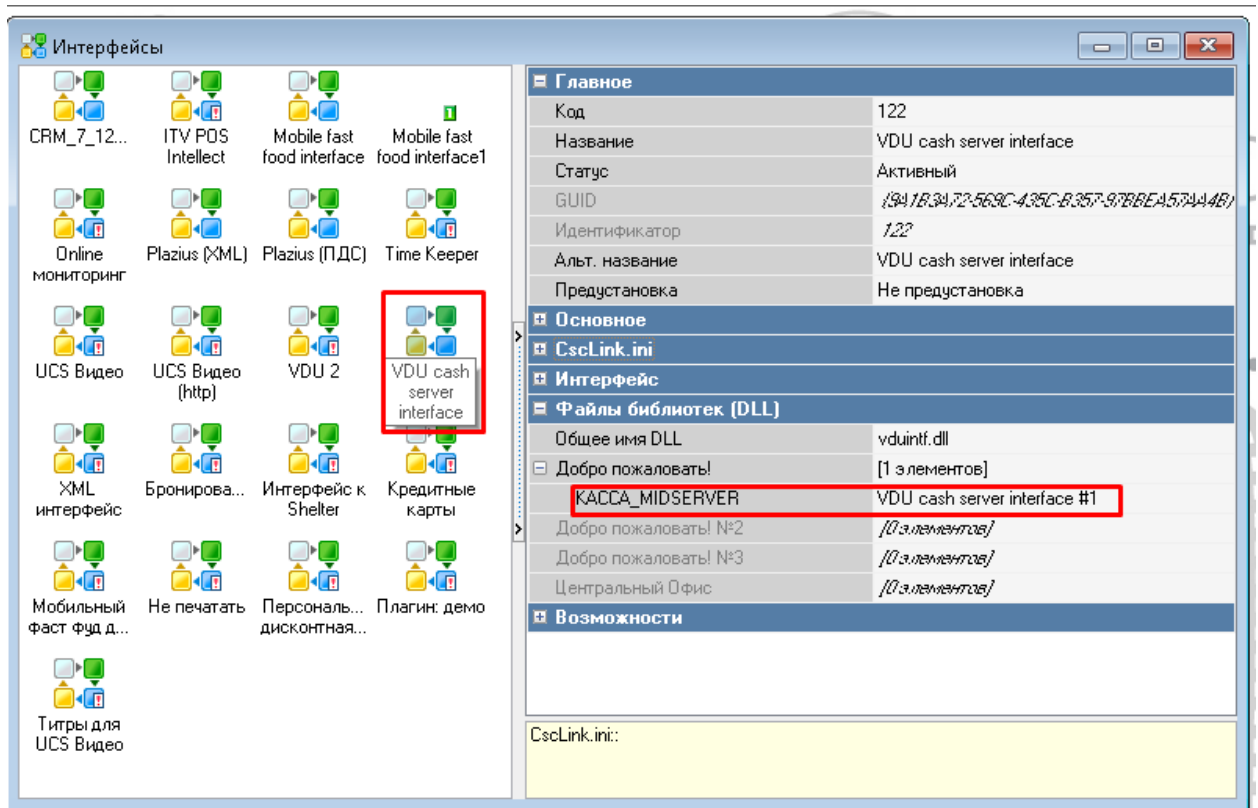 Интерфейсы
CRM_7_12...
ITV POS
Intellect
Mobile fast
food interface
Mobile fast
food interface1
Online
мониторинг
Plazius (XML)
Plazius (ПДС)
Time Keeper
UCS Видео
UCS Видео
(http)
VDU 2
VDU cash
server
interface
XML
интерфейс
Бронирова...
Интерфейс к
Shelter
Кредитные
карты
Мобильный
фаст фуд д...
Не печатать
Персональ...
дисконтная...
Плагин: демо
Титры для
UCS Видео
Главное
Код 122
Название VDU cash server interface
Статус Активный
GUID
Идентификатор 122
Альт. название VDU cash server interface
Предустановка Не предустановка
Основное
CscLink.ini
Интерфейс
Файлы библиотек (DLL)
Общее имя DLL vduintf.dll
Добро пожаловать! [1 элементов]
KACCA_MIDSERVER VDU cash server interface #1
Добро пожаловать! №2 [0 элементов]
Добро пожаловать! №3 [0 элементов]
Центральный Офис [0 элементов]
Возможности
CscLink.ini::